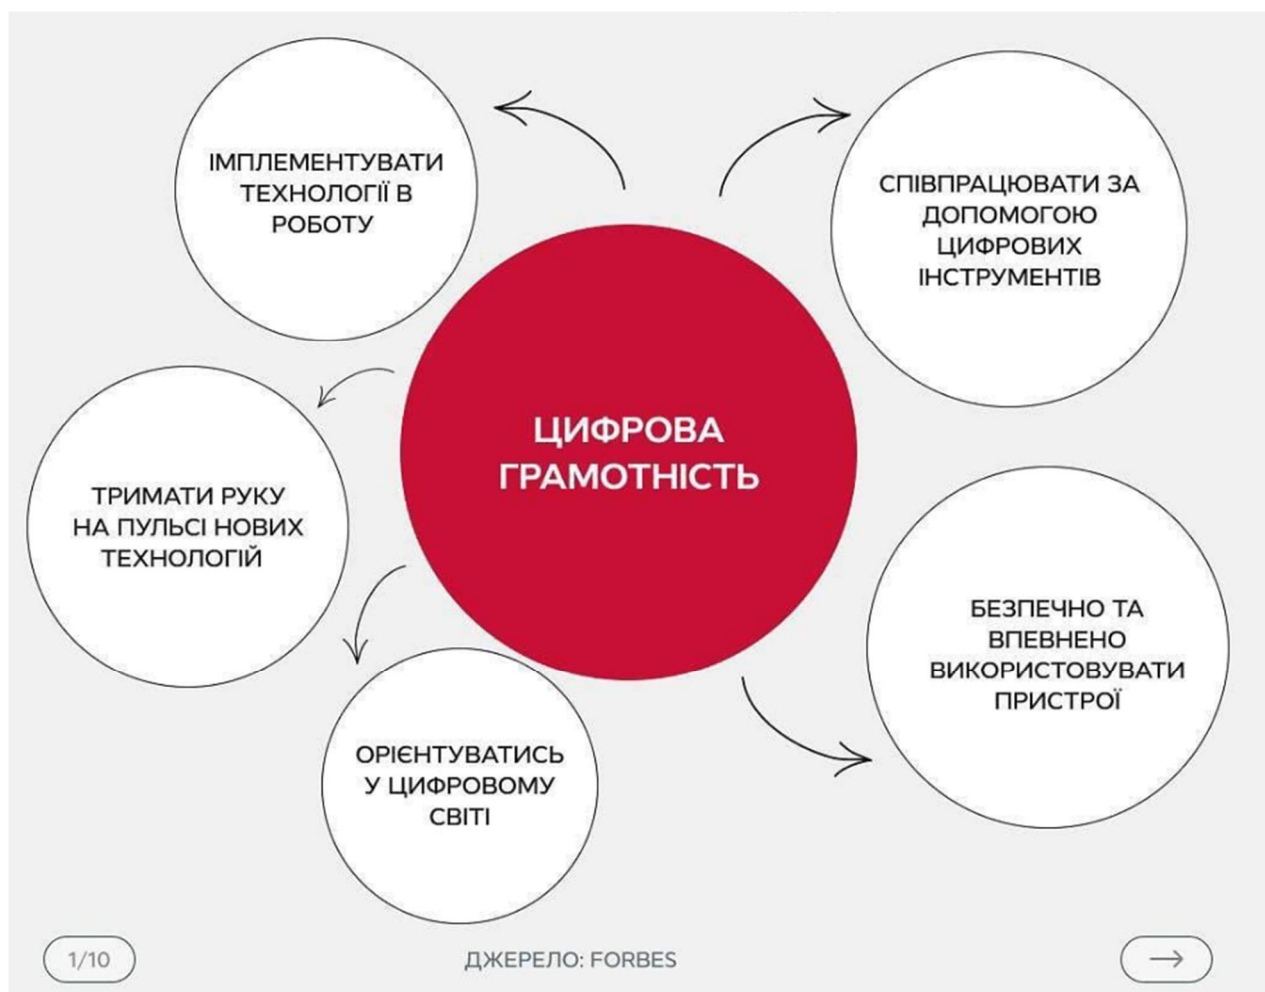 ІМПЛЕМЕНТУВАТИ
ТЕХНОЛОГІЇ В
РОБОТУ
СПІВПРАЦЮВАТИ ЗА
ДОПОМОГОЮ
ЦИФРОВИХ
ІНСТРУМЕНТІВ
ЦИФРОВА
ГРАМОТНІСТЬ
ТРИМАТИ РУКУ
НА ПУЛЬСІ НОВИХ
ТЕХНОЛОГІЙ
БЕЗПЕЧНО ТА
ВПЕВНЕНО
ВИКОРИСТОВУВАТИ
ПРИСТРОЇ
ОРІЄНТУВАТИСЬ
У ЦИФРОВОМУ
СВІТІ
1/10
ДЖЕРЕЛО: FORBES